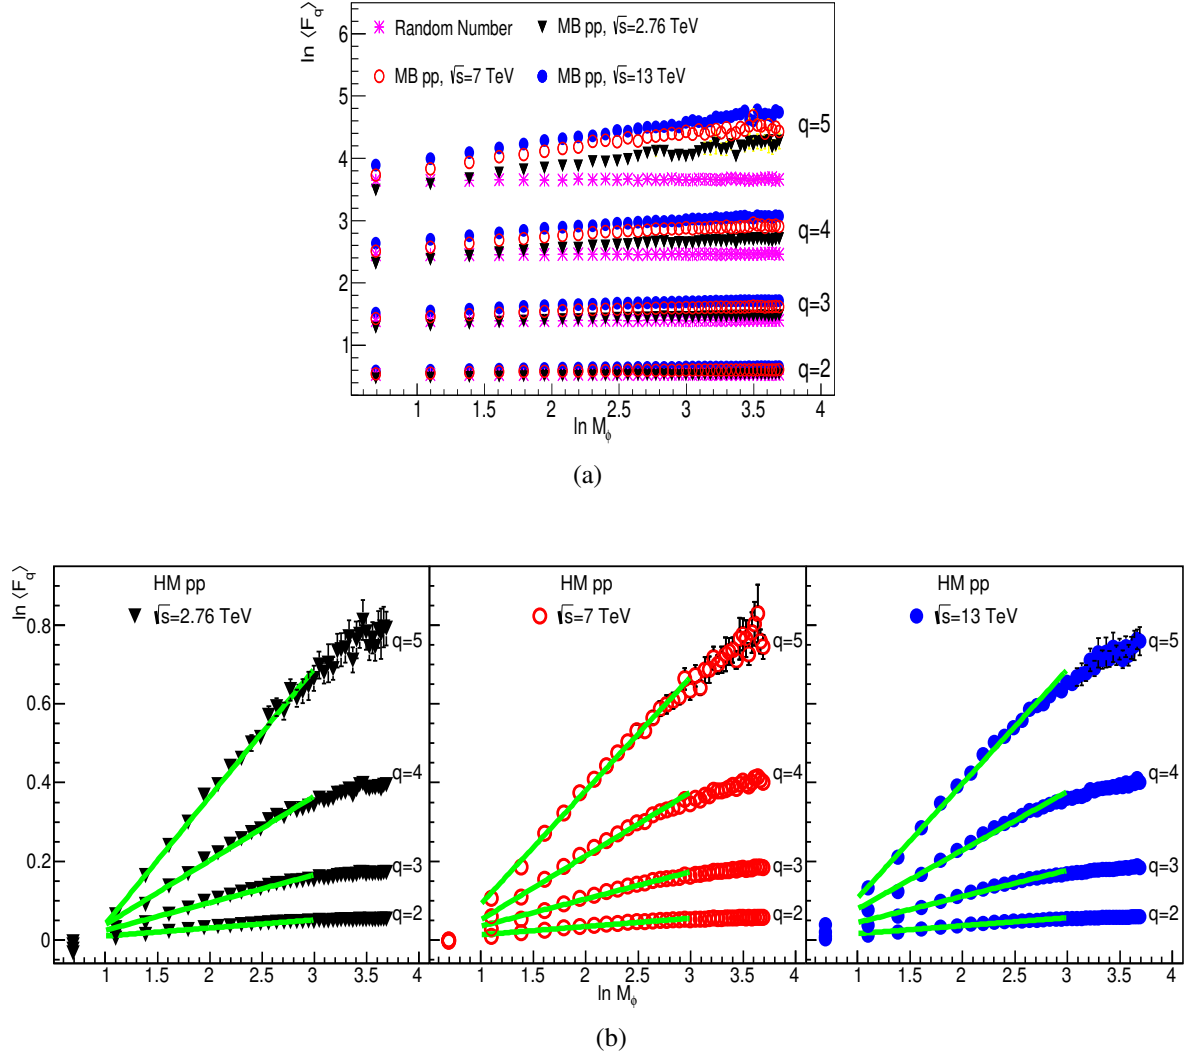 ln ⟨F_q⟩
6
5
4
3
2
1
Random Number
MB pp, √s=2.76 TeV
MB pp, √s=7 TeV
MB pp, √s=13 TeV
q=5
q=4
q=3
q=2
1 1.5 2 2.5 3 3.5 4
ln M_ϕ
(a)
ln ⟨F_q⟩
0.8
0.6
0.4
0.2
0
HM pp
√s=2.76 TeV
q=5
q=4
q=3
q=2
HM pp
√s=7 TeV
q=5
q=4
q=3
q=2
HM pp
√s=13 TeV
q=5
q=4
q=3
q=2
1 1.5 2 2.5 3 3.5 4
1 1.5 2 2.5 3 3.5 4
1 1.5 2 2.5 3 3.5 4
ln M_ϕ
ln M_ϕ
(b)